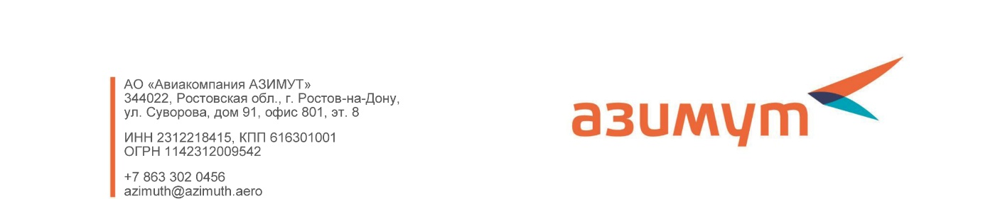 АО «Авиакомпания АЗИМУТ»
344022, Ростовская обл., г. Ростов-на-Дону,
ул. Суворова, дом 91, офис 801, эт. 8
ИНН 2312218415, КПП 616301001
ОГРН 1142312009542
+7 863 302 0456
azimuth@azimuth.aero
азимут